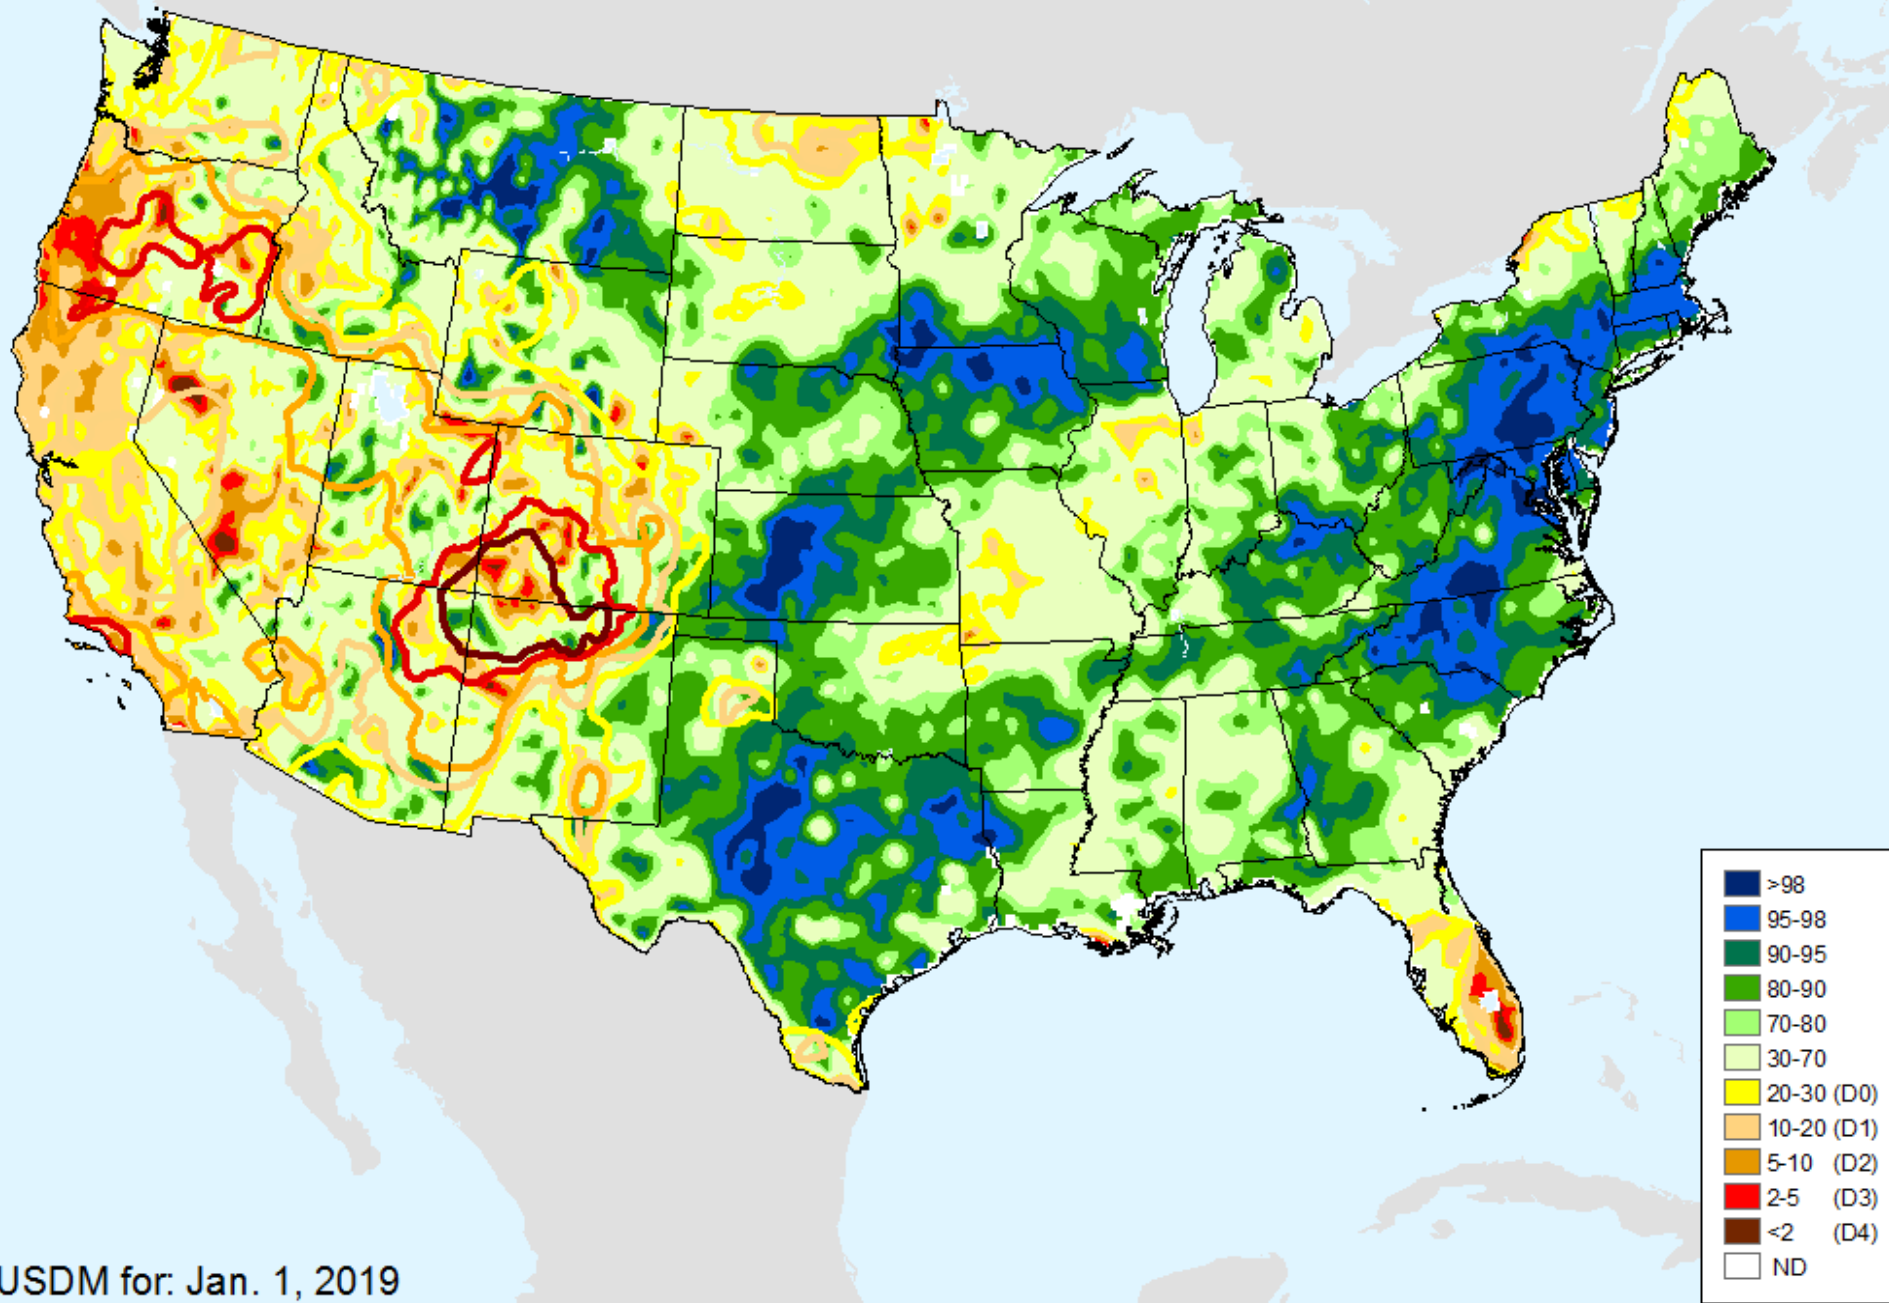 >98
95-98
90-95
80-90
70-80
30-70
20-30 (D0)
10-20 (D1)
5-10 (D2)
2-5 (D3)
<2 (D4)
ND
USDM for: Jan. 1, 2019